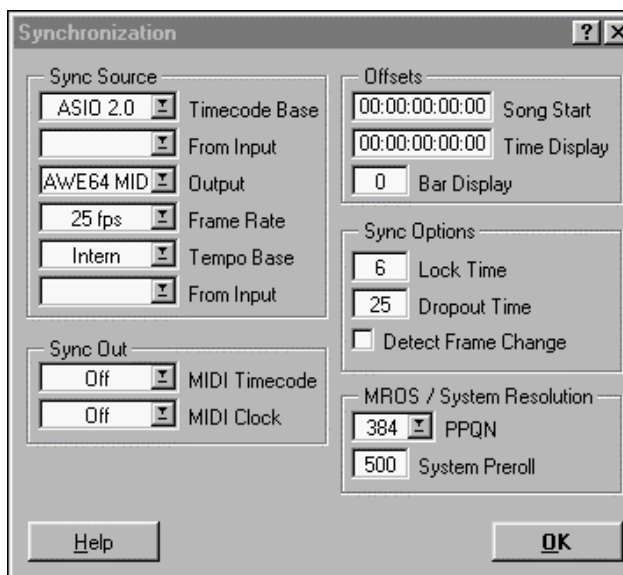 Synchronization
Sync Source
ASIO 2.0 Timecode Base
From Input
AWE64 MID Output
25 fps Frame Rate
Intern Tempo Base
From Input
Sync Out
Off MIDI Timecode
Off MIDI Clock
Offsets
00:00:00:00:00 Song Start
00:00:00:00:00 Time Display
0 Bar Display
Sync Options
6 Lock Time
25 Dropout Time
Detect Frame Change
MROS / System Resolution
384 PPQN
500 System Preroll
Help
OK